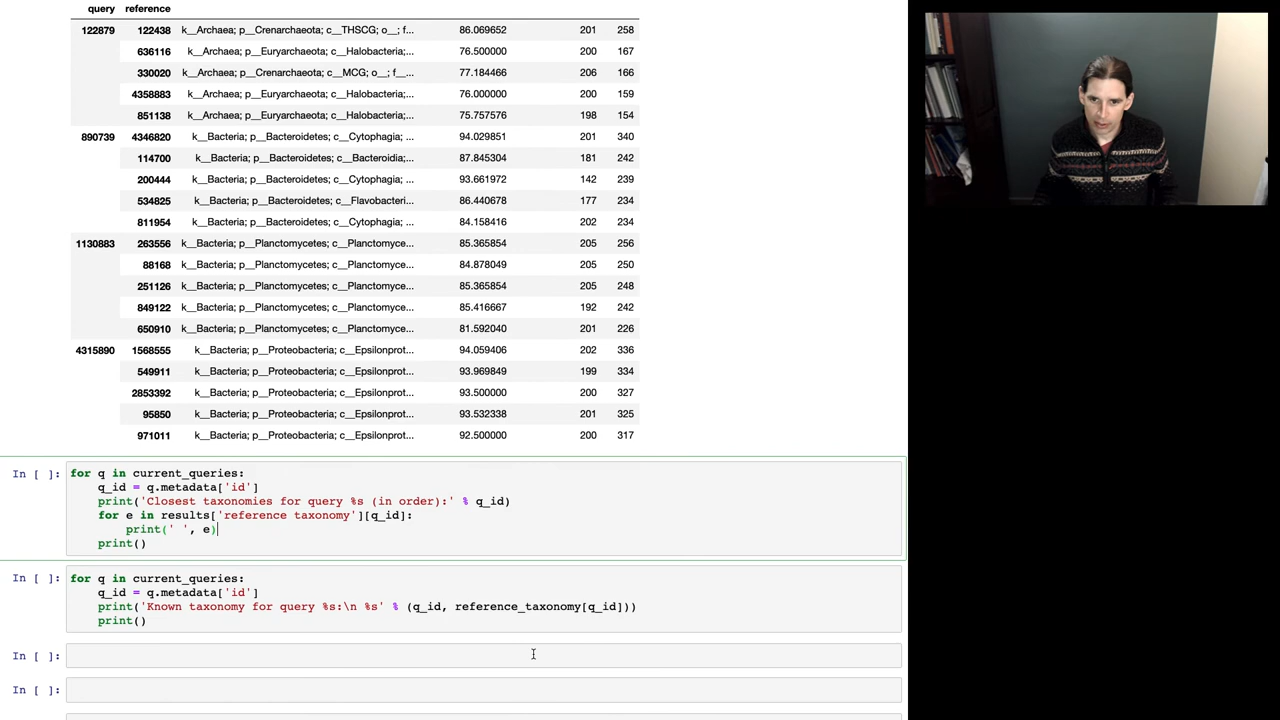 query reference
122879 122438 k__Archaea; p__Crenarchaeota; c__THSCG; o__; f... 86.069652 201 258
636116 k__Archaea; p__Euryarchaeota; c__Halobacteria;... 76.500000 200 167
330020 k__Archaea; p__Crenarchaeota; c__MCG; o__; f__... 77.184466 206 166
4358883 k__Archaea; p__Euryarchaeota; c__Halobacteria;... 76.000000 200 159
851138 k__Archaea; p__Euryarchaeota; c__Halobacteria;... 75.757576 198 154
890739 4346820 k__Bacteria; p__Bacteroidetes; c__Cytophagia; ... 94.029851 201 340
114700 k__Bacteria; p__Bacteroidetes; c__Bacteroidia;... 87.845304 181 242
200444 k__Bacteria; p__Bacteroidetes; c__Cytophagia; ... 93.661972 142 239
534825 k__Bacteria; p__Bacteroidetes; c__Flavobacteri... 86.440678 177 234
811954 k__Bacteria; p__Bacteroidetes; c__Cytophagia; ... 84.158416 202 234
1130883 263556 k__Bacteria; p__Planctomycetes; c__Planctomyce... 85.365854 205 256
88168 k__Bacteria; p__Planctomycetes; c__Planctomyce... 84.878049 205 250
251126 k__Bacteria; p__Planctomycetes; c__Planctomyce... 85.365854 205 248
849122 k__Bacteria; p__Planctomycetes; c__Planctomyce... 85.416667 192 242
650910 k__Bacteria; p__Planctomycetes; c__Planctomyce... 81.592040 201 226
4315890 1568555 k__Bacteria; p__Proteobacteria; c__Epsilonprot... 94.059406 202 336
549911 k__Bacteria; p__Proteobacteria; c__Epsilonprot... 93.969849 199 334
2853392 k__Bacteria; p__Proteobacteria; c__Epsilonprot... 93.500000 200 327
95850 k__Bacteria; p__Proteobacteria; c__Epsilonprot... 93.532338 201 325
971011 k__Bacteria; p__Proteobacteria; c__Epsilonprot... 92.500000 200 317
In [ ]: for q in current_queries:
q_id = q.metadata['id']
print('Closest taxonomies for query %s (in order):' % q_id)
for e in results['reference taxonomy'][q_id]:
print(' ', e)
print()
In [ ]: for q in current_queries:
q_id = q.metadata['id']
print('Known taxonomy for query %s:\n %s' % (q_id, reference_taxonomy[q_id]))
print()
In [ ]:
In [ ]: